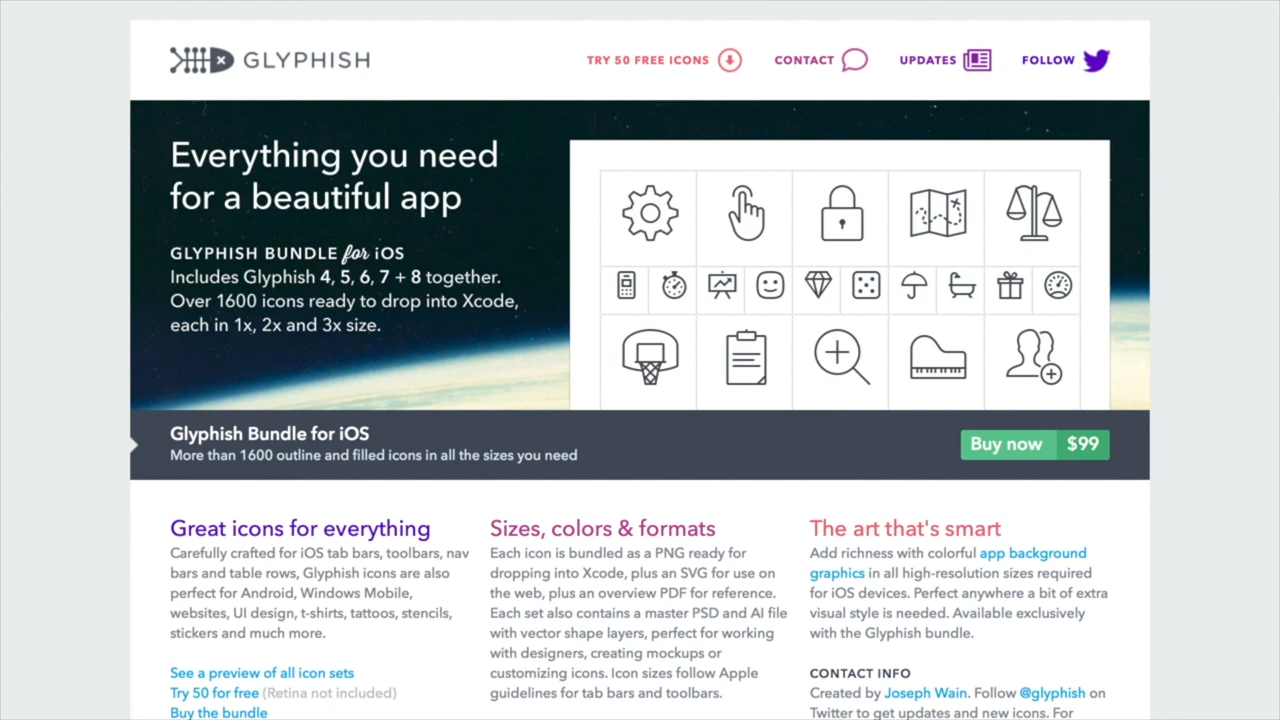 GLYPHISH
TRY 50 FREE ICONS
CONTACT
UPDATES
FOLLOW
Everything you need
for a beautiful app
GLYPHISH BUNDLE for iOS
Includes Glyphish 4, 5, 6, 7 + 8 together.
Over 1600 icons ready to drop into Xcode,
each in 1x, 2x and 3x size.
Glyphish Bundle for iOS
More than 1600 outline and filled icons in all the sizes you need
Buy now $99
Great icons for everything
Carefully crafted for iOS tab bars, toolbars, nav
bars and table rows, Glyphish icons are also
perfect for Android, Windows Mobile,
websites, UI design, t-shirts, tattoos, stencils,
stickers and much more.
See a preview of all icon sets
Try 50 for free (Retina not included)
Buy the bundle
Sizes, colors & formats
Each icon is bundled as a PNG ready for
dropping into Xcode, plus an SVG for use on
the web, plus an overview PDF for reference.
Each set also contains a master PSD and AI file
with vector shape layers, perfect for working
with designers, creating mockups or
customizing icons. Icon sizes follow Apple
guidelines for tab bars and toolbars.
The art that's smart
Add richness with colorful app background
graphics in all high-resolution sizes required
for iOS devices. Perfect anywhere a bit of extra
visual style is needed. Available exclusively
with the Glyphish bundle.
CONTACT INFO
Created by Joseph Wain. Follow @glyphish on
Twitter to get updates and new icons. For